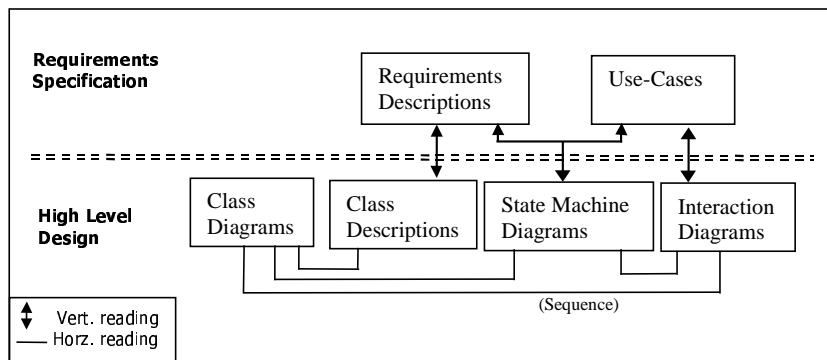 Requirements
Specification
Requirements
Descriptions
Use-Cases
High Level
Design
Class
Diagrams
Class
Descriptions
State Machine
Diagrams
Interaction
Diagrams
(Sequence)
Vert. reading
Horz. reading